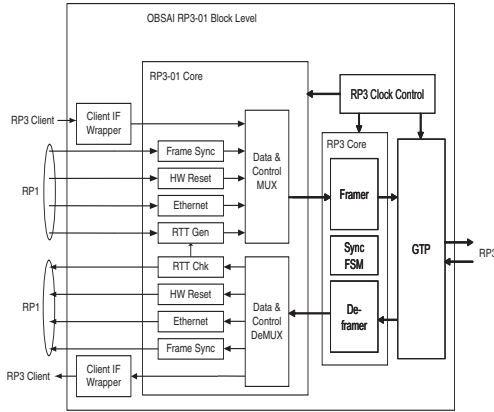 OBSAI RP3-01 Block Level
RP3-01 Core
RP3 Clock Control
RP3 Client
Client IF
Wrapper
RP3 Core
Frame Sync
HW Reset
Ethernet
RTT Gen
RP1
Data &
Control
MUX
Framer
Sync
FSM
De-
framer
GTP
RP3
RTT Chk
HW Reset
Ethernet
Frame Sync
RP1
Data &
Control
DeMUX
RP3 Client
Client IF
Wrapper